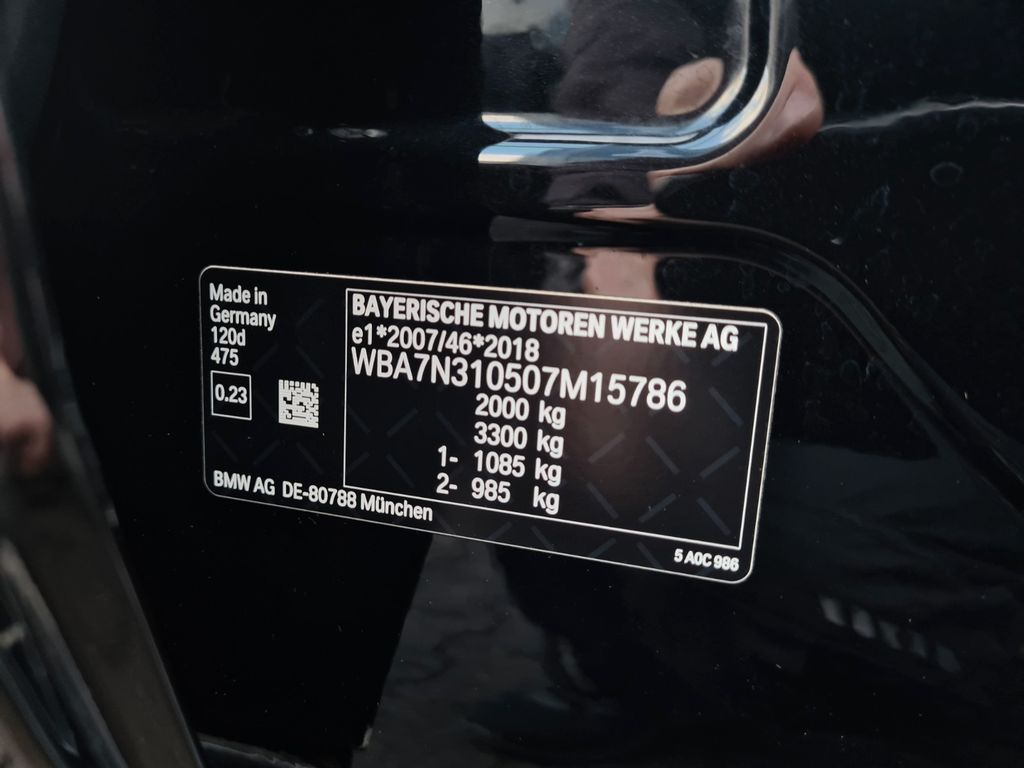 Made in
Germany
120d
475
0.23
BAYERISCHE MOTOREN WERKE AG
e1*2007/46*2018
WBA7N310507M15786
2000 kg
3300 kg
1- 1085 kg
2- 985 kg
BMW AG DE-80788 München
5 A0C 986